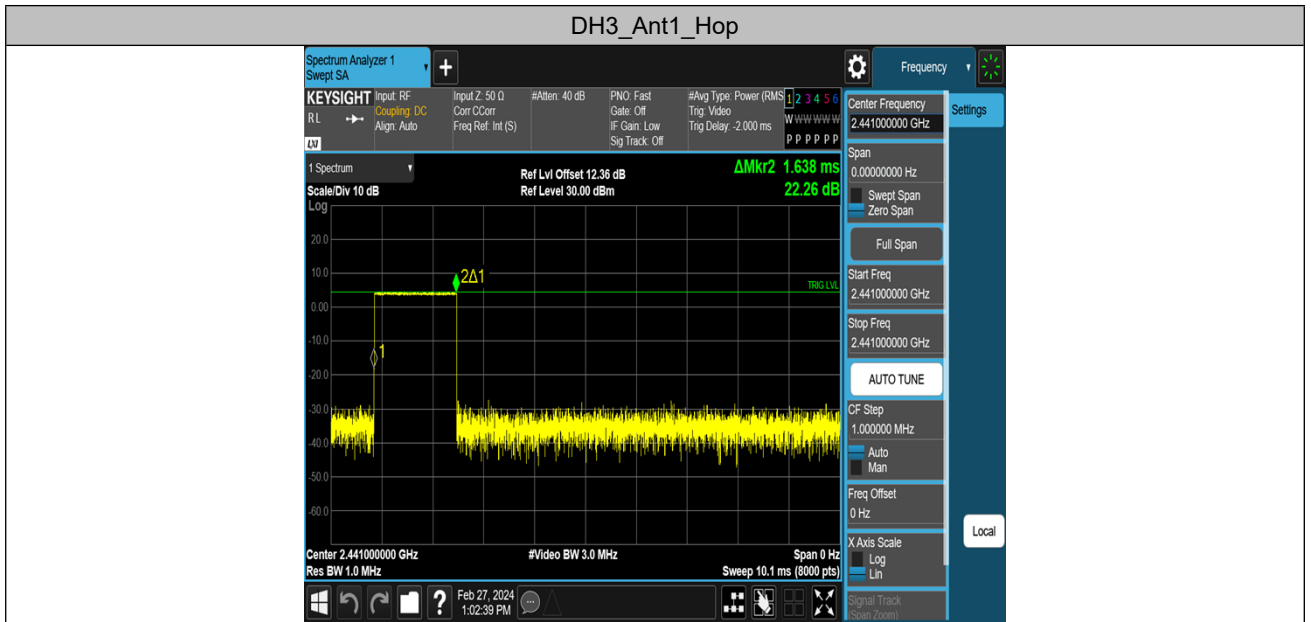 DH3_Ant1_Hop
Spectrum Analyzer 1
Swept SA
+
Frequency
KEYSIGHT
RL
LXI
Input: RF
Coupling: DC
Align: Auto
Input Z: 50 Ω
Corr CCorr
Freq Ref: Int (S)
#Atten: 40 dB
PNO: Fast
Gate: Off
IF Gain: Low
Sig Track: Off
#Avg Type: Power (RMS
Trig: Video
Trig Delay: -2.000 ms
1 2 3 4 5 6
W W W W W W
P P P P P P
1 Spectrum
Scale/Div 10 dB
Log
Ref Lvl Offset 12.36 dB
Ref Level 30.00 dBm
ΔMkr2 1.638 ms
22.26 dB
20.0
10.0
0.00
-10.0
-20.0
-30.0
-40.0
-50.0
-60.0
2Δ1
1
TRIG LVL
Center 2.441000000 GHz
Res BW 1.0 MHz
#Video BW 3.0 MHz
Span 0 Hz
Sweep 10.1 ms (8000 pts)
?
Feb 27, 2024
1:02:39 PM
Center Frequency
2.441000000 GHz
Span
0.00000000 Hz
Swept Span
Zero Span
Full Span
Start Freq
2.441000000 GHz
Stop Freq
2.441000000 GHz
AUTO TUNE
CF Step
1.000000 MHz
Auto
Man
Freq Offset
0 Hz
X Axis Scale
Log
Lin
Signal Track
(Span Zoom)
Settings
Local